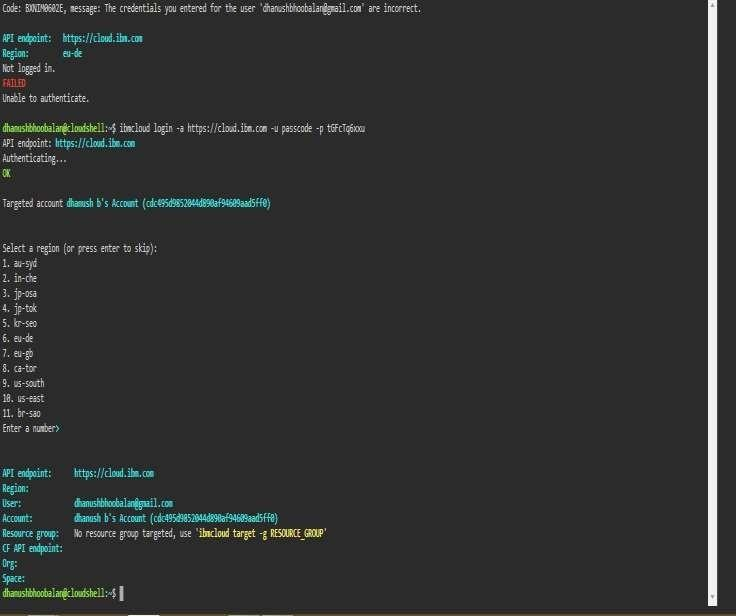 Code: BXNIM0602E, message: The credentials you entered for the user 'dhanushbhoobalan@gmail.com' are incorrect.
API endpoint: https://cloud.ibm.com
Region: eu-de
Not logged in.
FAILED
Unable to authenticate.
dhanushbhoobalan@cloudshell:~$ ibmcloud login -a https://cloud.ibm.com -u passcode -p tGFcTq6xxu
API endpoint: https://cloud.ibm.com
Authenticating...
OK
Targeted account dhanush b's Account (cdc495d9852044d890af94609aad5ff0)
Select a region (or press enter to skip):
1. au-syd
2. in-che
3. jp-osa
4. jp-tok
5. kr-seo
6. eu-de
7. eu-gb
8. ca-tor
9. us-south
10. us-east
11. br-sao
Enter a number>
API endpoint: https://cloud.ibm.com
Region:
User: dhanushbhoobalan@gmail.com
Account: dhanush b's Account (cdc495d9852044d890af94609aad5ff0)
Resource group: No resource group targeted, use 'ibmcloud target -g RESOURCE_GROUP'
CF API endpoint:
Org:
Space:
dhanushbhoobalan@cloudshell:~$